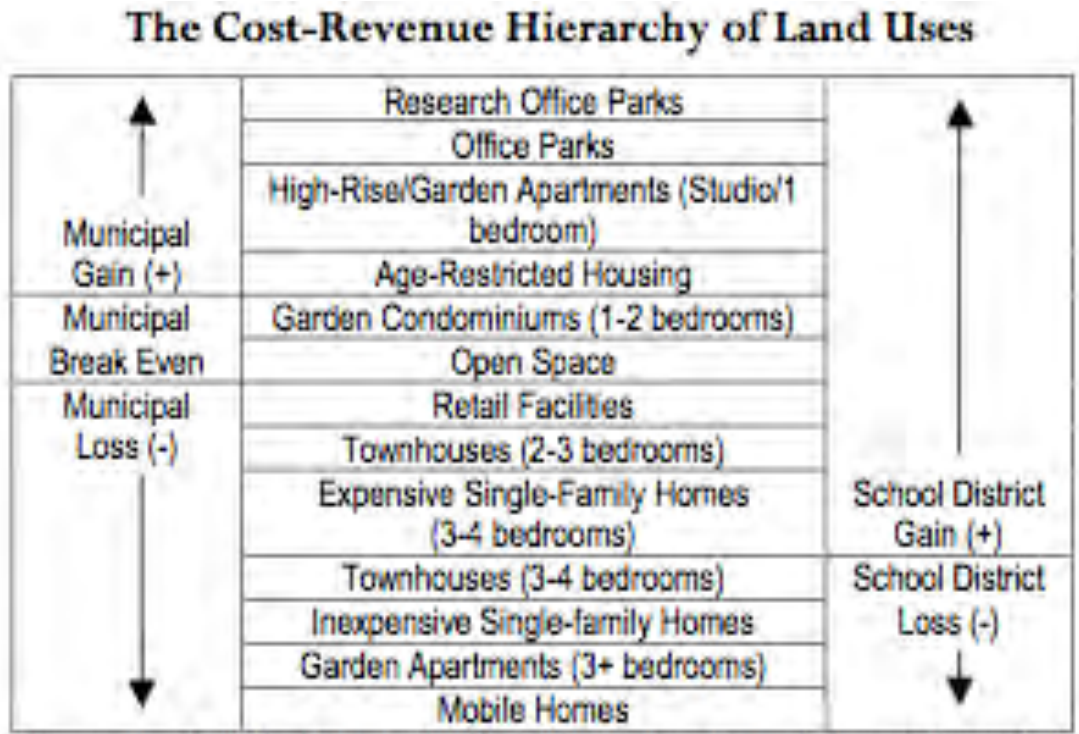 The Cost-Revenue Hierarchy of Land Uses
Research Office Parks
Office Parks
High-Rise/Garden Apartments (Studio/1
bedroom)
Municipal
Gain (+)
Age-Restricted Housing
Municipal
Break Even
Garden Condominiums (1-2 bedrooms)
Open Space
Municipal
Loss (-)
Retail Facilities
Townhouses (2-3 bedrooms)
Expensive Single-Family Homes
(3-4 bedrooms)
School District
Gain (+)
Townhouses (3-4 bedrooms)
Inexpensive Single-family Homes
School District
Loss (-)
Garden Apartments (3+ bedrooms)
Mobile Homes